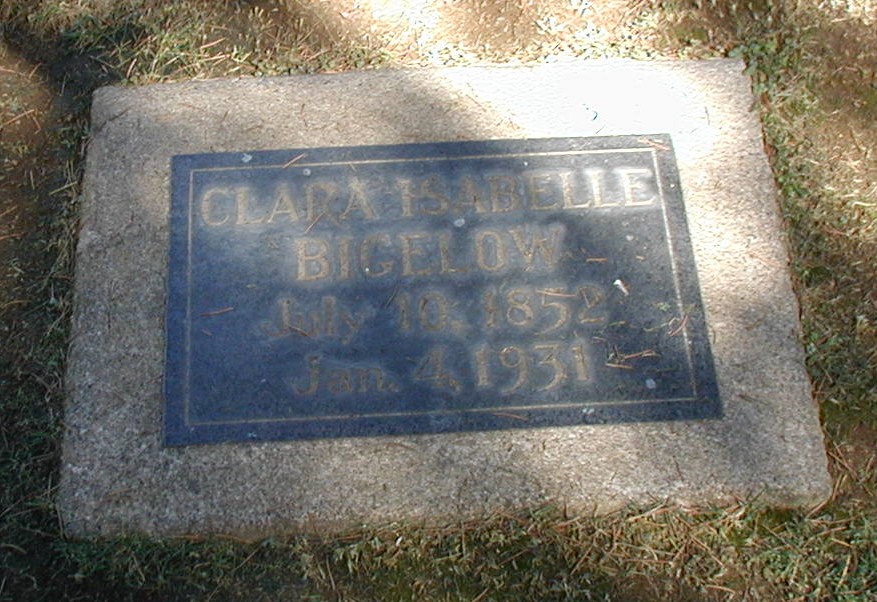 CLARA ISABELLE
BIGELOW
July 10, 1852
Jan. 4, 1931